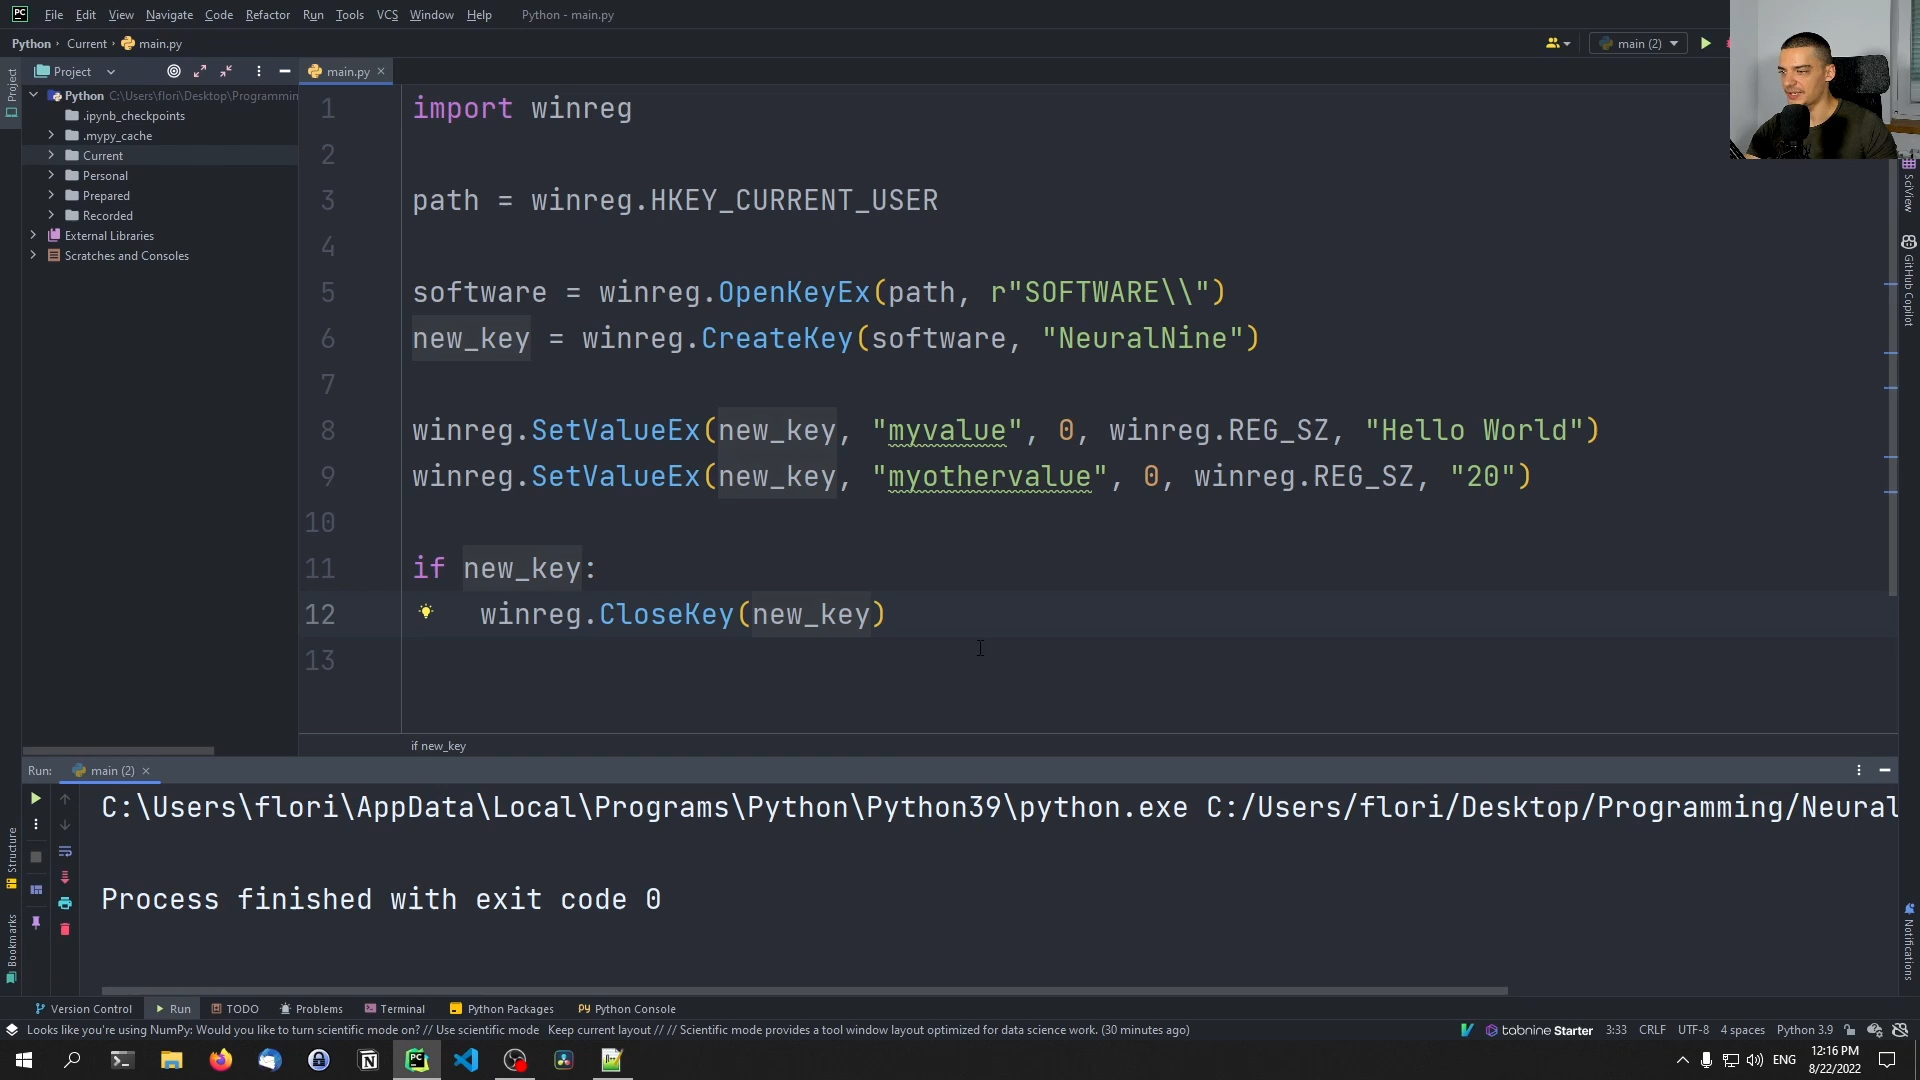 PC File Edit View Navigate Code Refactor Run Tools VCS Window Help Python - main.py
Python › Current › main.py
main (2)
Project
Python C:\Users\flori\Desktop\Programmin
.ipynb_checkpoints
.mypy_cache
Current
Personal
Prepared
Recorded
External Libraries
Scratches and Consoles
Project
Structure
Bookmarks
main.py
1 import winreg
2
3 path = winreg.HKEY_CURRENT_USER
4
5 software = winreg.OpenKeyEx(path, r"SOFTWARE\\")
6 new_key = winreg.CreateKey(software, "NeuralNine")
7
8 winreg.SetValueEx(new_key, "myvalue", 0, winreg.REG_SZ, "Hello World")
9 winreg.SetValueEx(new_key, "myothervalue", 0, winreg.REG_SZ, "20")
10
11 if new_key:
12 winreg.CloseKey(new_key)
13
if new_key
SciView
GitHub Copilot
Notifications
Run: main (2)
C:\Users\flori\AppData\Local\Programs\Python\Python39\python.exe C:/Users/flori/Desktop/Programming/Neural
Process finished with exit code 0
Version Control Run TODO Problems Terminal Python Packages Python Console
Looks like you're using NumPy: Would you like to turn scientific mode on? // Use scientific mode Keep current layout // // Scientific mode provides a tool window layout optimized for data science work. (30 minutes ago)
tabnine Starter 3:33 CRLF UTF-8 4 spaces Python 3.9
ENG
12:16 PM
8/22/2022